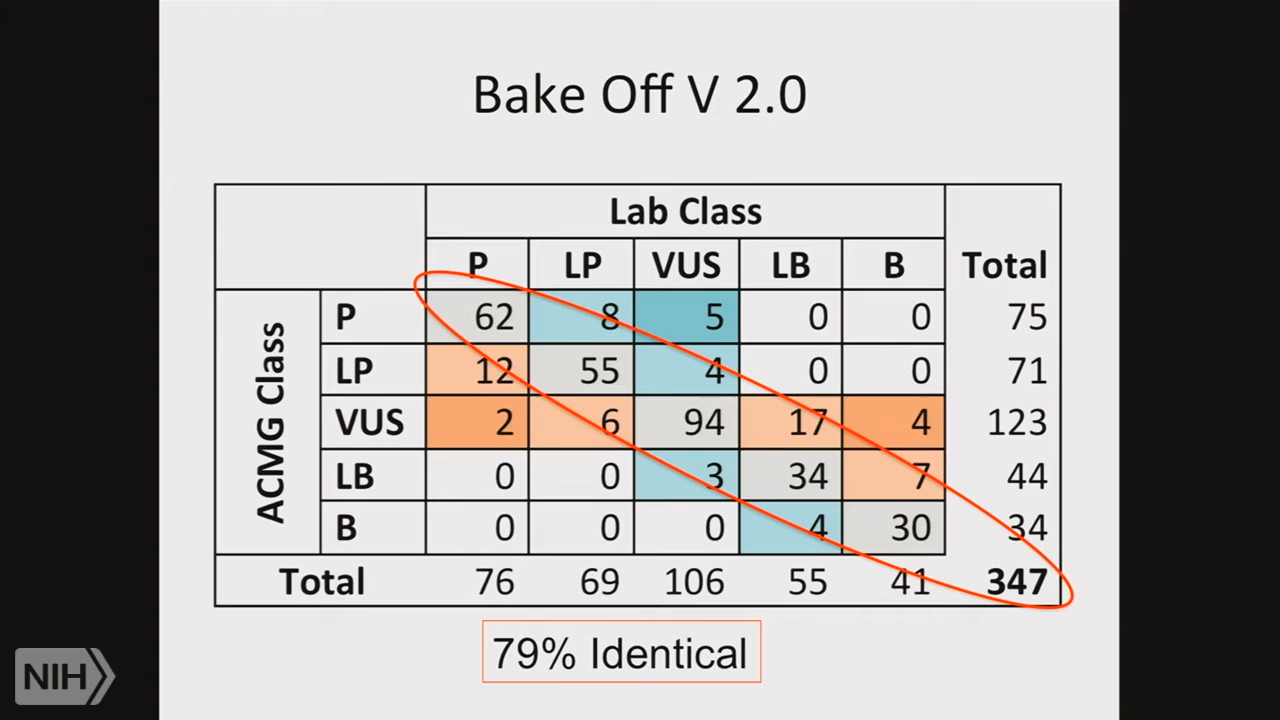 Bake Off V 2.0
Lab Class
P LP VUS LB B Total
ACMG Class
P 62 8 5 0 0 75
LP 12 55 4 0 0 71
VUS 2 6 94 17 4 123
LB 0 0 3 34 7 44
B 0 0 0 4 30 34
Total 76 69 106 55 41 347
79% Identical
NIH